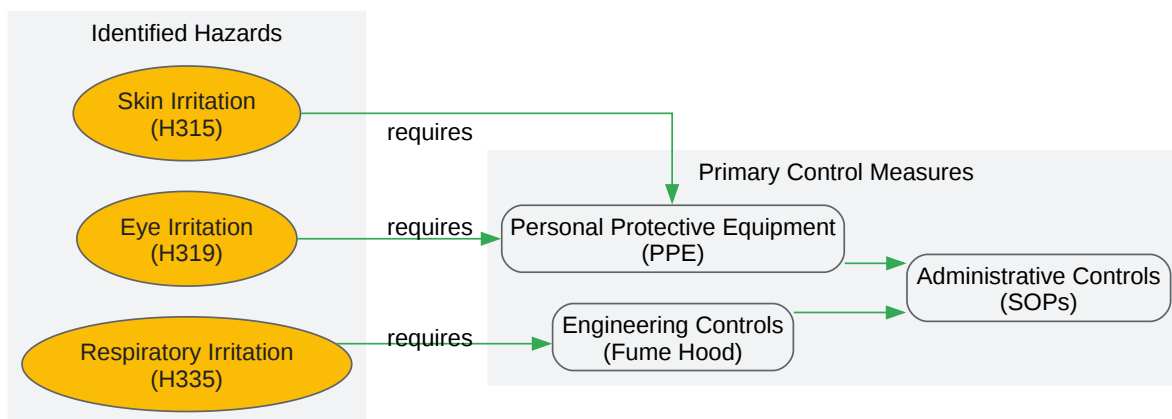 Identified Hazards
Skin Irritation
(H315)
requires
Primary Control Measures
Eye Irritation
(H319)
requires
Personal Protective Equipment
(PPE)
Administrative Controls
(SOPs)
Respiratory Irritation
(H335)
requires
Engineering Controls
(Fume Hood)